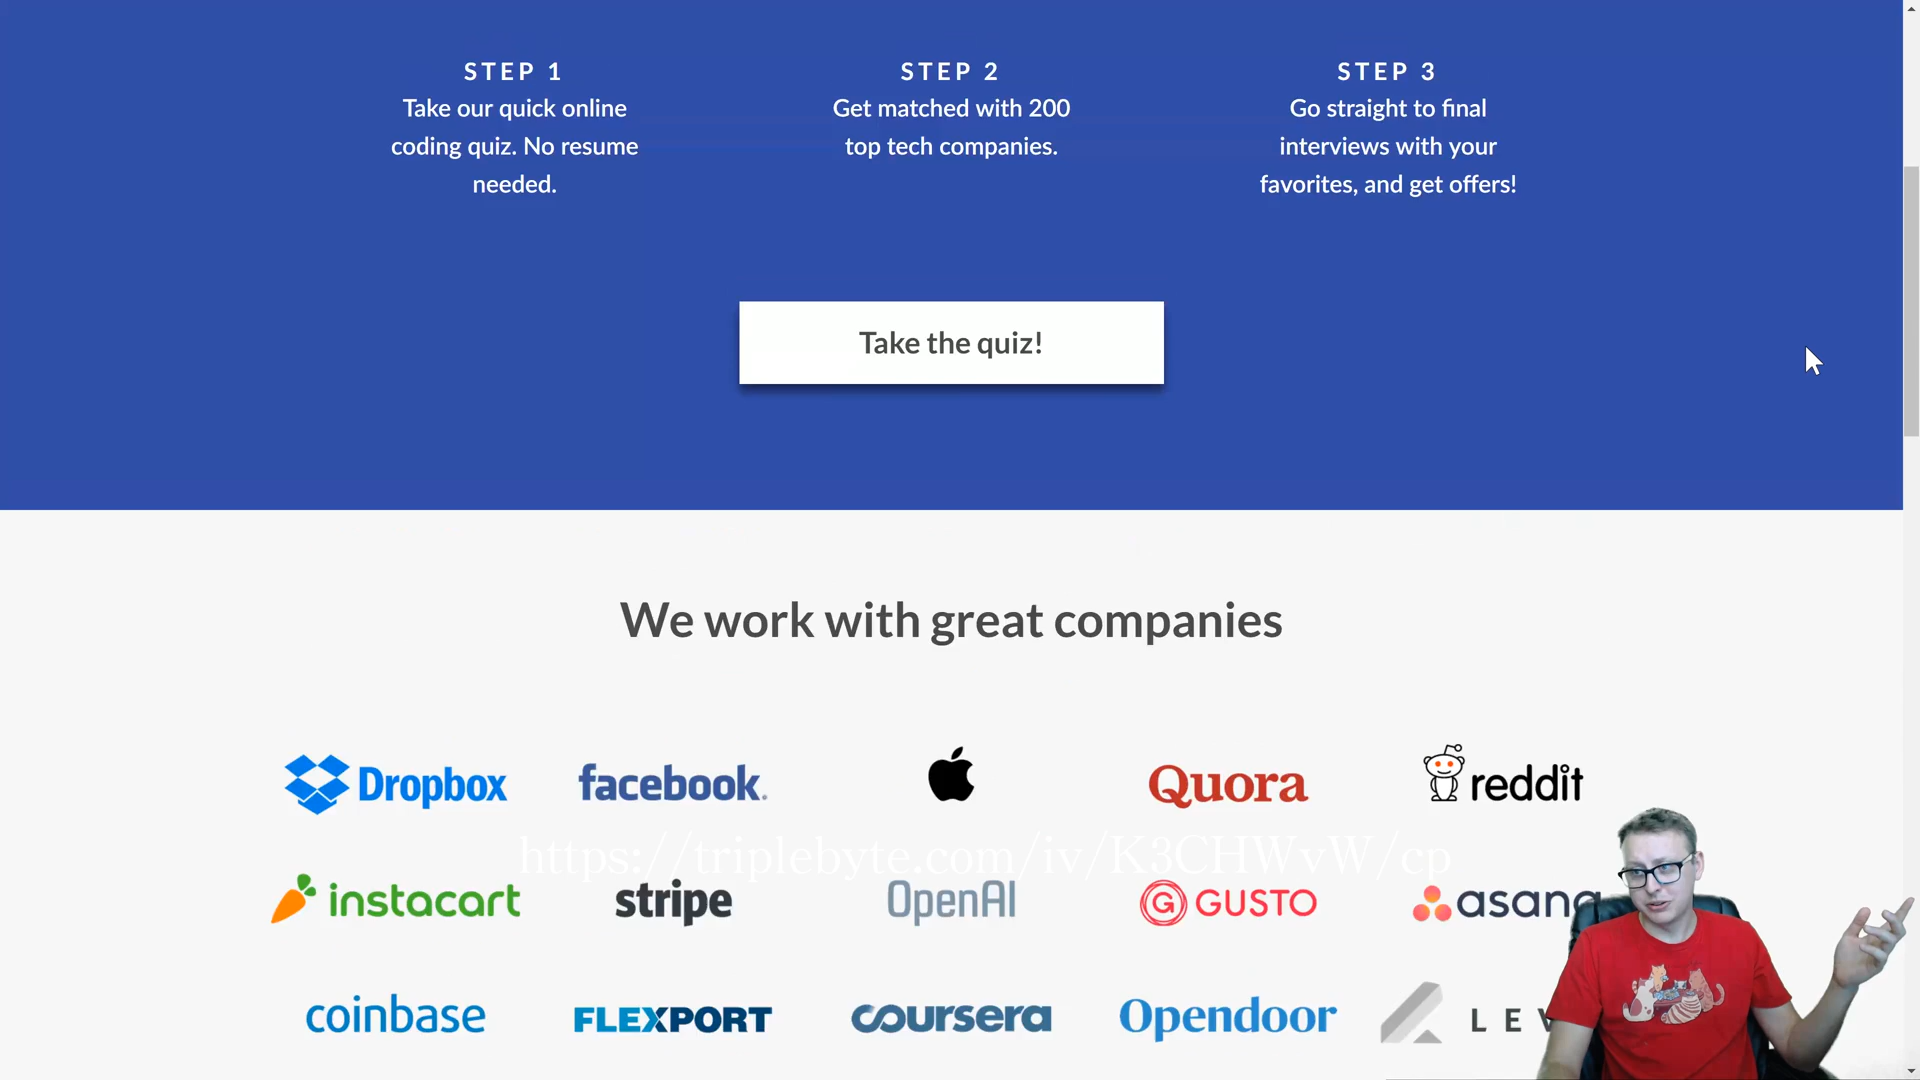 STEP 1
Take our quick online
coding quiz. No resume
needed.
STEP 2
Get matched with 200
top tech companies.
STEP 3
Go straight to final
interviews with your
favorites, and get offers!
Take the quiz!
We work with great companies
Dropbox
facebook.
Quora
reddit
https://triplebyte.com/iv/K3CHWvW/cp
instacart
stripe
OpenAI
G GUSTO
asana
coinbase
FLEXPORT
coursera
Opendoor
LEV